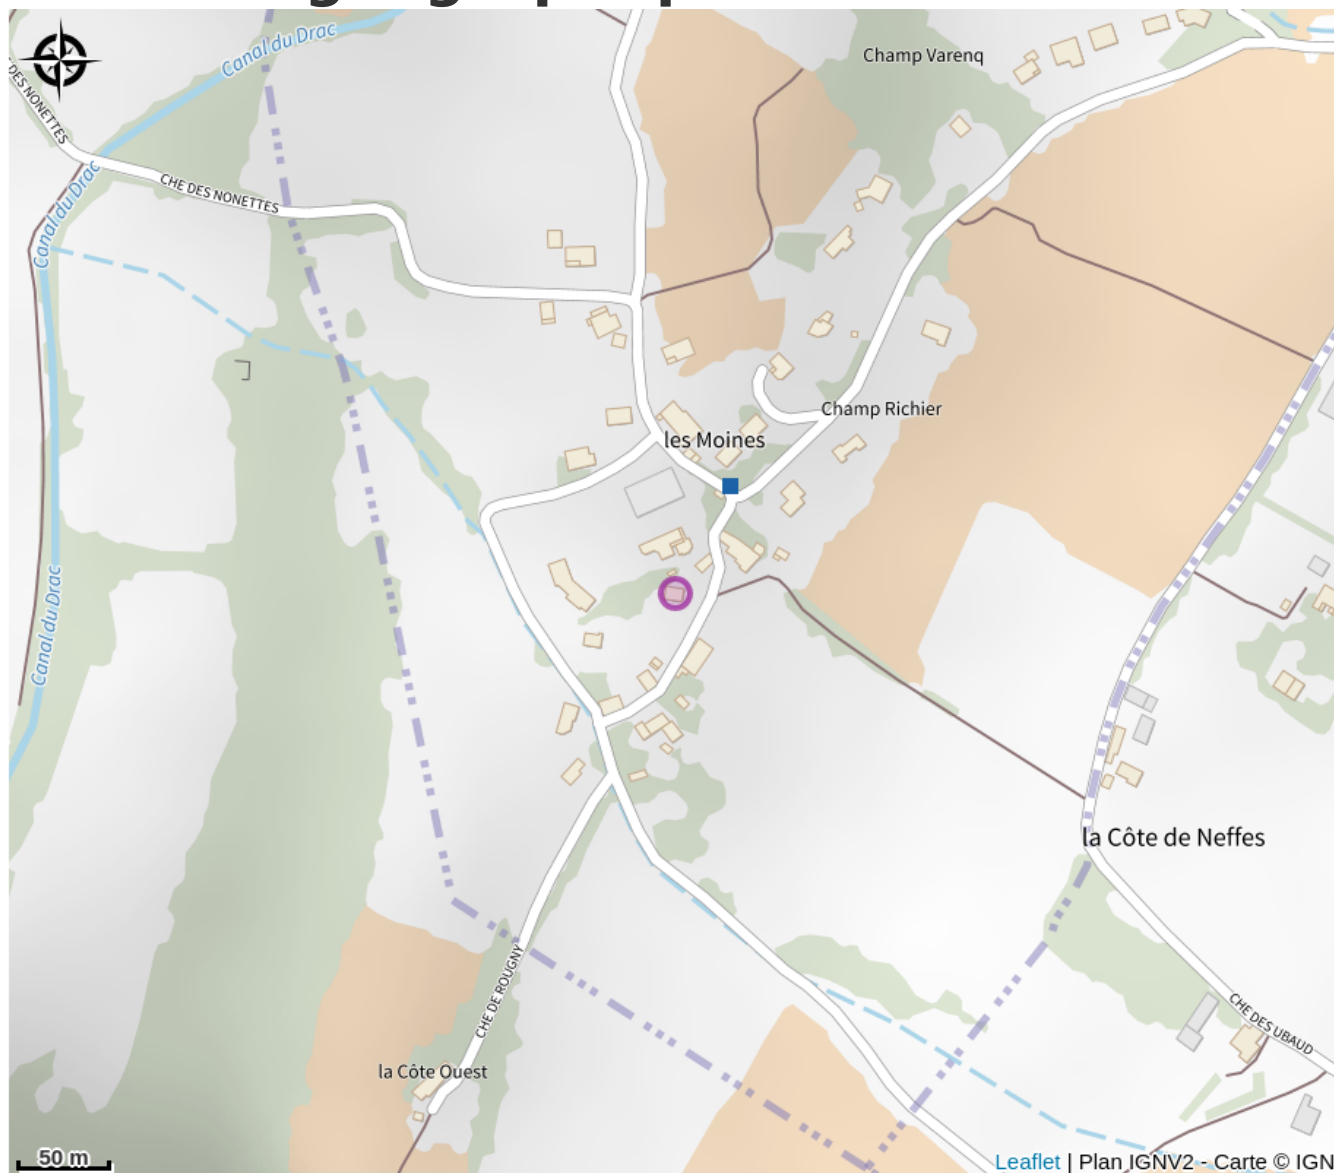 Canal du Drac
Champ Varenq
DES NONETTES
CHE DES NONETTES
Canal du Drac
Champ Richier
les Moines
Canal du Drac
la Côte de Neffes
CHE DE ROUGNY
CHE DES UBAUD
la Côte Ouest
50 m
Leaflet | Plan IGNV2 - Carte © IGN